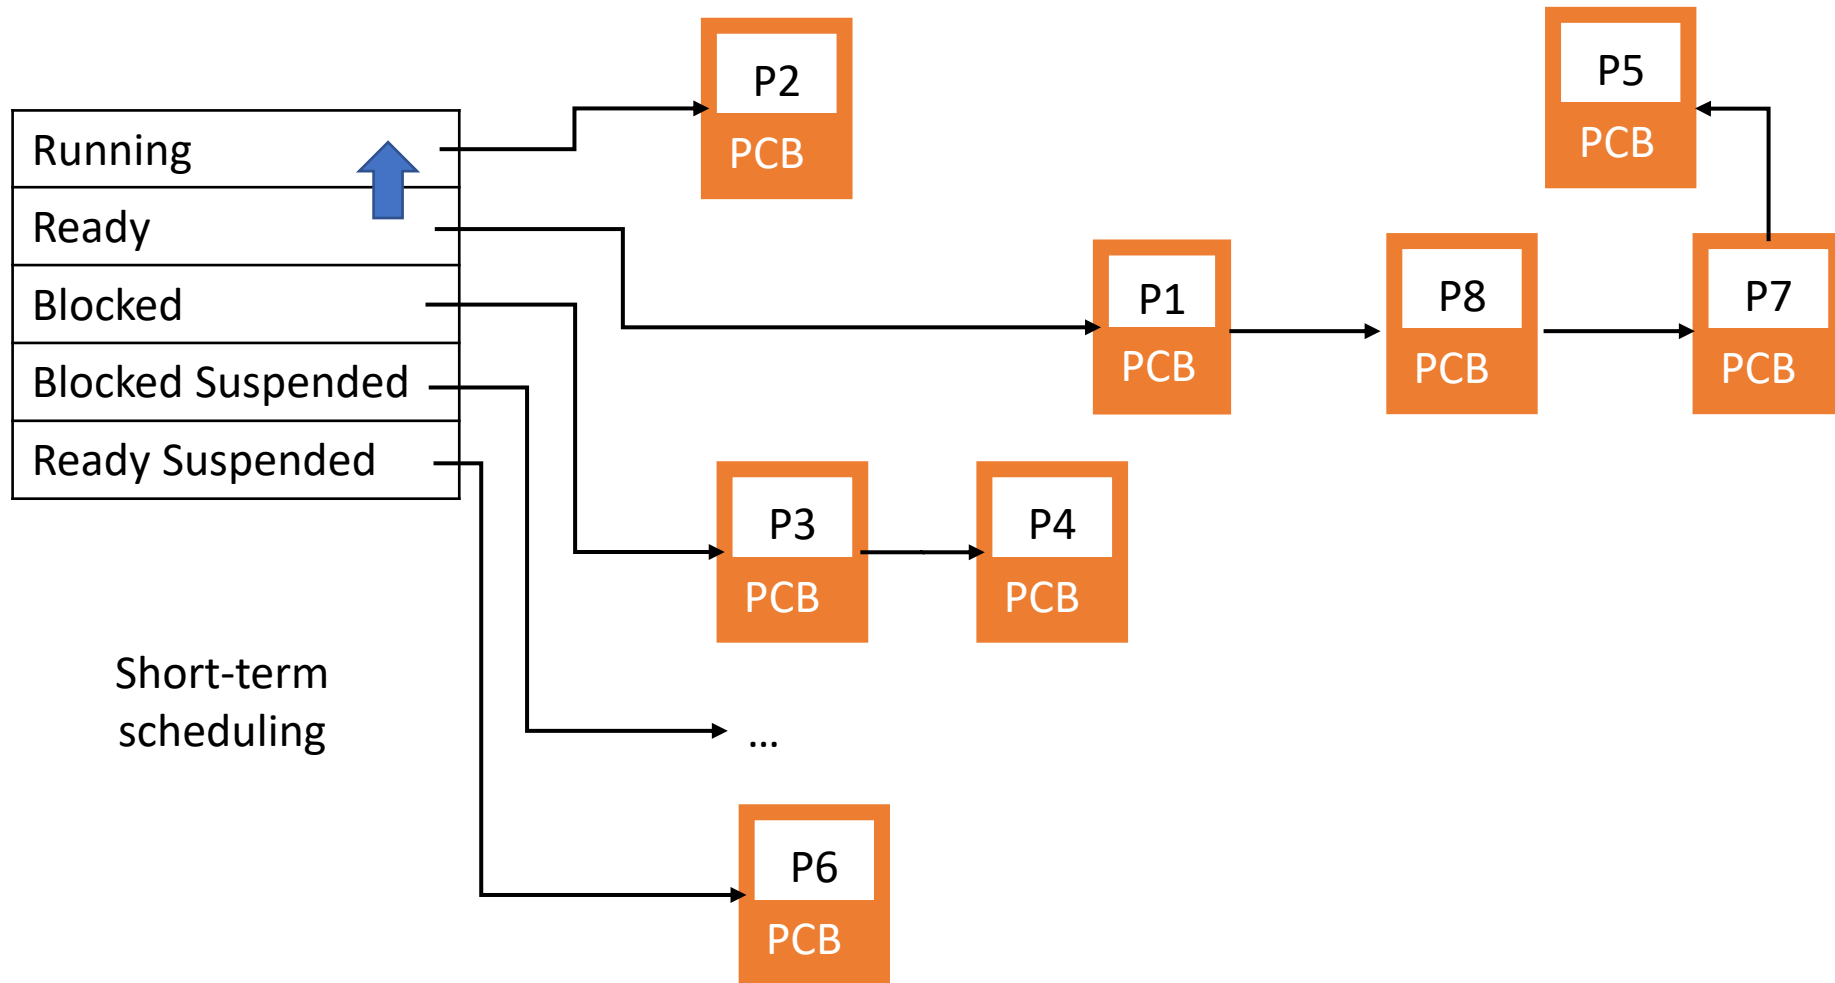 Running
Ready
Blocked
Blocked Suspended
Ready Suspended
P2
PCB
P5
PCB
P1
PCB
P8
PCB
P7
PCB
P3
PCB
P4
PCB
Short-term
scheduling
...
P6
PCB